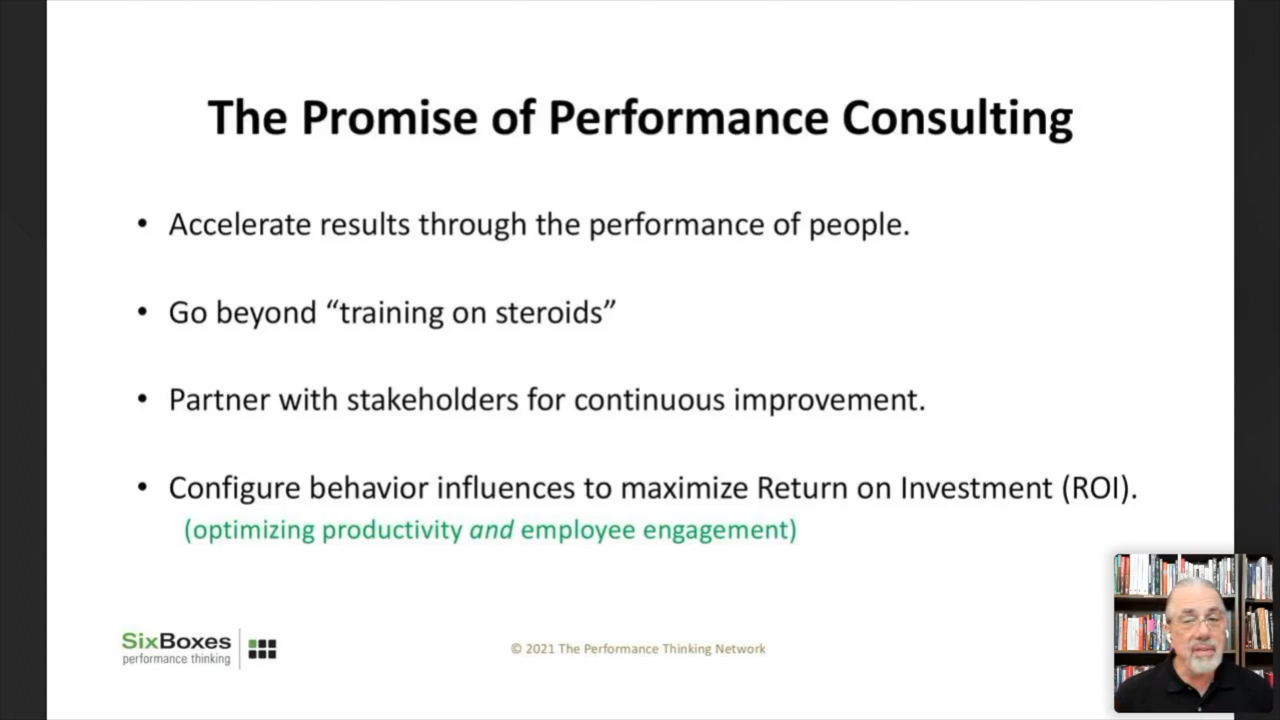 The Promise of Performance Consulting
• Accelerate results through the performance of people.
• Go beyond “training on steroids”
• Partner with stakeholders for continuous improvement.
• Configure behavior influences to maximize Return on Investment (ROI).
(optimizing productivity and employee engagement)
SixBoxes
performance thinking
© 2021 The Performance Thinking Network